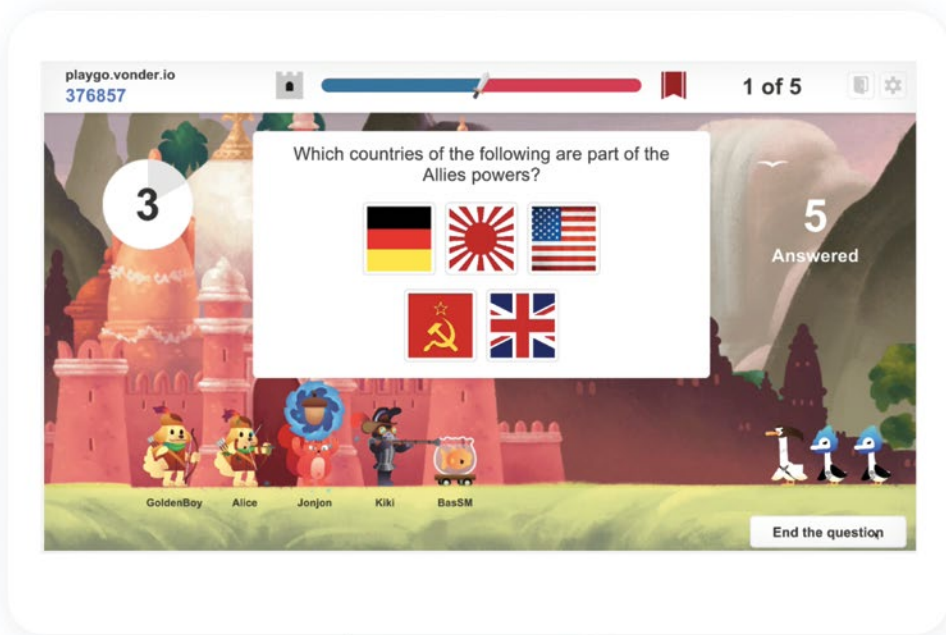 playgo.vonder.io
376857
1 of 5
Which countries of the following are part of the
Allies powers?
3
5
Answered
GoldenBoy
Alice
Jonjon
Kiki
BasSM
End the question